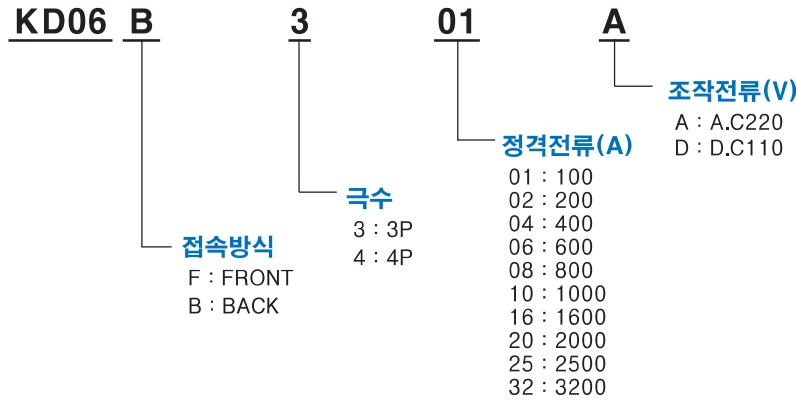 KD06 B 3 01 A
조작전류(V)
A : A.C220
D : D.C110
정격전류(A)
01 : 100
02 : 200
04 : 400
06 : 600
08 : 800
10 : 1000
16 : 1600
20 : 2000
25 : 2500
32 : 3200
극수
3 : 3P
4 : 4P
접속방식
F : FRONT
B : BACK